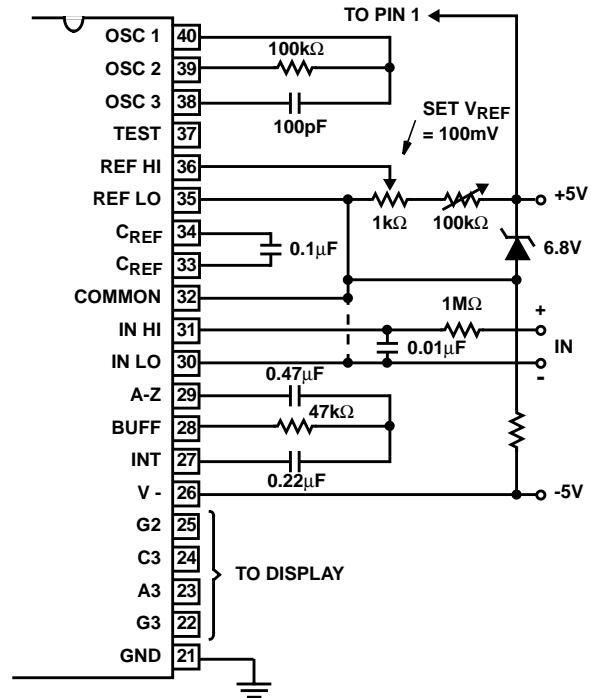 TO PIN 1
OSC 1 40
100kΩ
OSC 2 39
OSC 3 38
100pF
TEST 37
SET VREF
= 100mV
REF HI 36
REF LO 35
1kΩ
100kΩ
+5V
CREF 34
0.1µF
6.8V
CREF 33
COMMON 32
1MΩ
IN HI 31
+
0.01µF
IN
IN LO 30
-
0.47µF
A-Z 29
47kΩ
BUFF 28
INT 27
0.22µF
V - 26
-5V
G2 25
C3 24
TO DISPLAY
A3 23
G3 22
GND 21